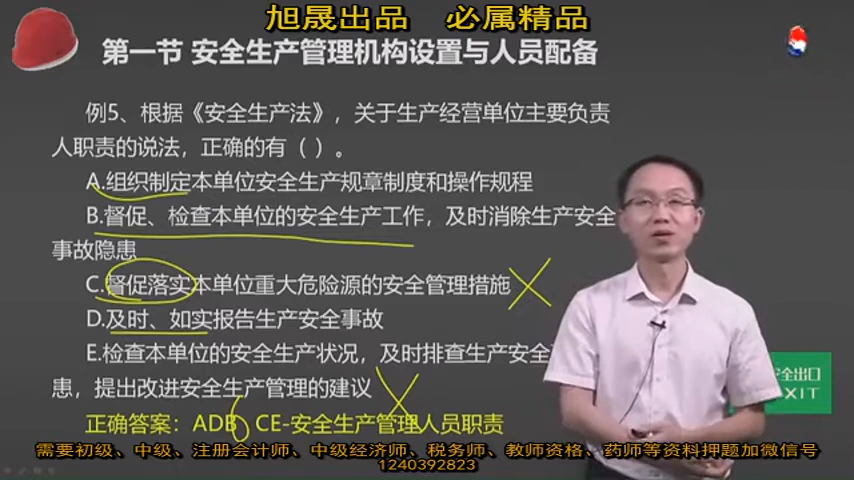 旭晟出品 必属精品
第一节 安全生产管理机构设置与人员配备
例5、根据《安全生产法》，关于生产经营单位主要负责
人职责的说法，正确的有（ ）。
A.组织制定本单位安全生产规章制度和操作规程
B.督促、检查本单位的安全生产工作，及时消除生产安全
事故隐患
C.督促落实本单位重大危险源的安全管理措施
D.及时、如实报告生产安全事故
E.检查本单位的安全生产状况，及时排查生产安全
患，提出改进安全生产管理的建议
安全出口
EXIT
正确答案：ADB CE-安全生产管理人员职责
需要初级、中级、注册会计师、中级经济师、税务师、教师资格、药师等资料押题加微信号
1240392823